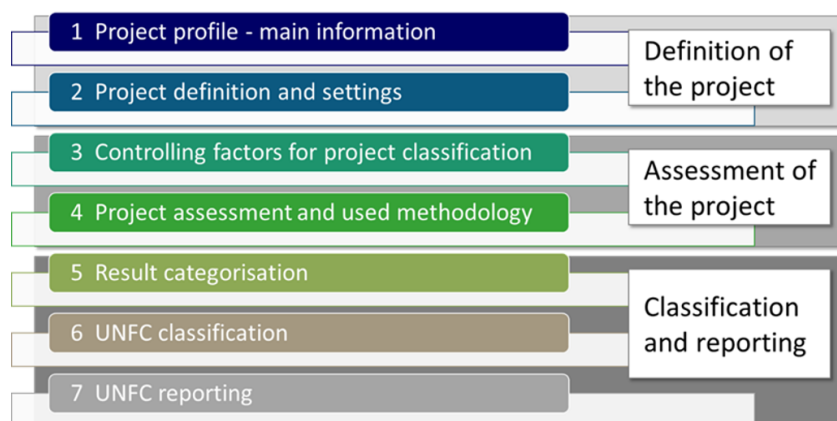 1 Project profile - main information
2 Project definition and settings
Definition of
the project
3 Controlling factors for project classification
4 Project assessment and used methodology
Assessment of
the project
5 Result categorisation
6 UNFC classification
7 UNFC reporting
Classification
and reporting